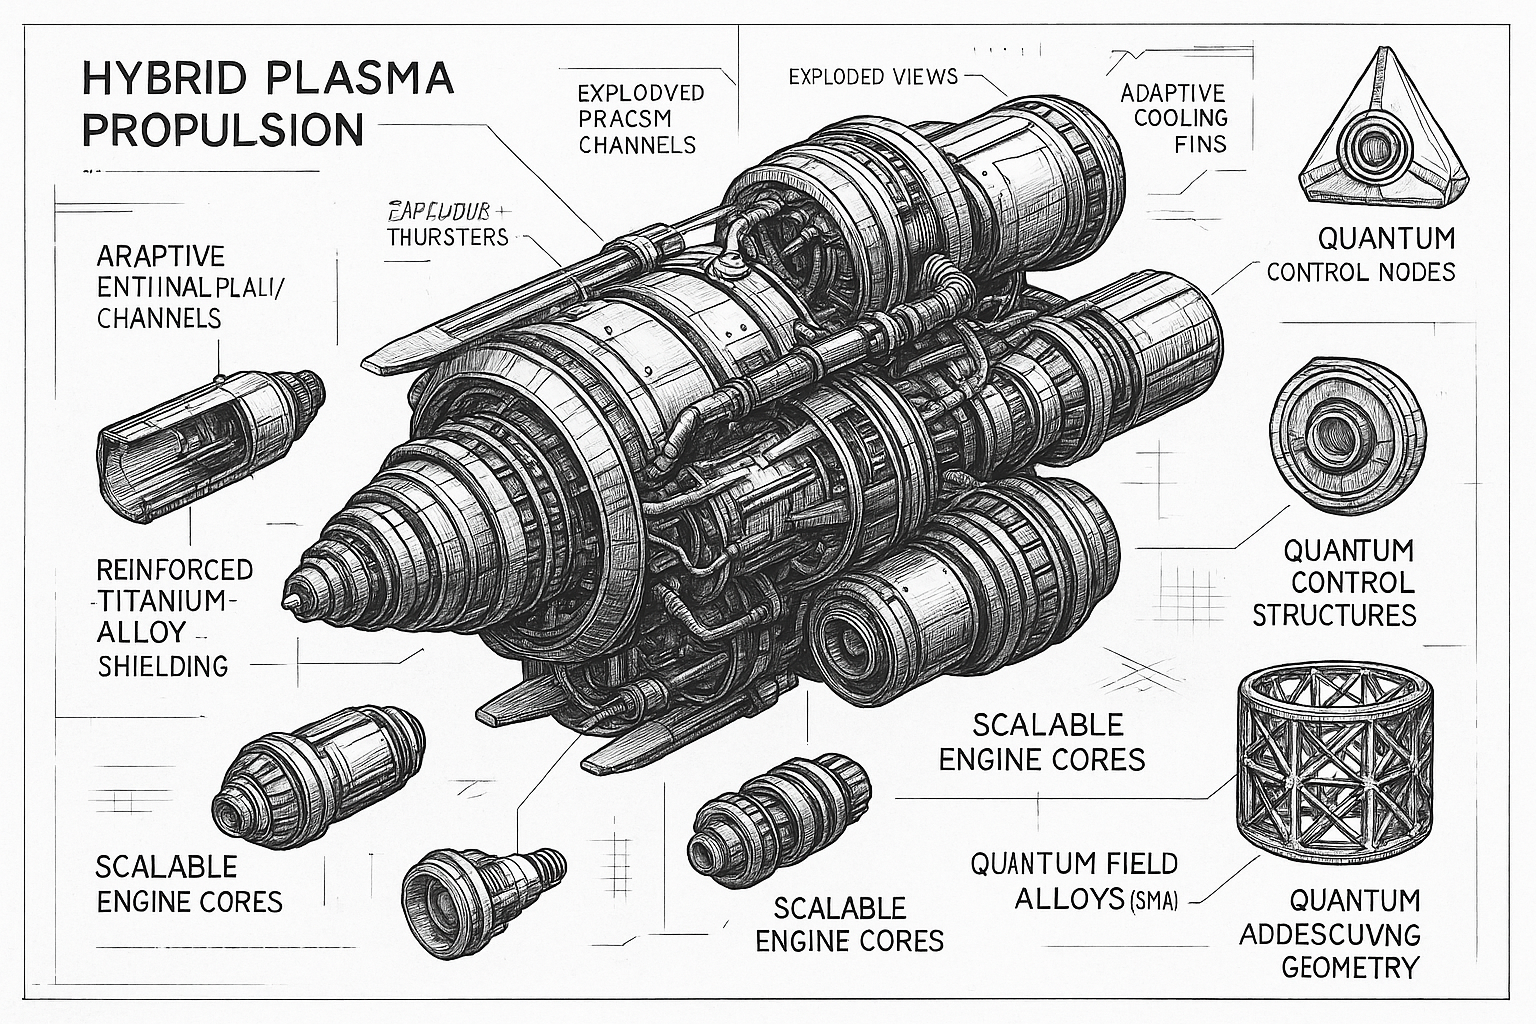 HYBRID PLASMA
PROPULSION
EXPLODVED
PRACSM
CHANNELS
EXPLODED VIEWS
ADAPTIVE
COOLING
FINS
THURSTERS
ARAPTIVE
CHANNELS
QUANTUM
CONTROL NODES
REINFORCED
-TITANIUM-
ALLOY -
SHIELDING
QUANTUM
CONTROL
STRUCTURES
SCALABLE
ENGINE CORES
SCALABLE
ENGINE CORES
SCALABLE
ENGINE CORES
QUANTUM FIELD
ALLOYS (SMA)
QUANTUM
ADDESCUVNG
GEOMETRY